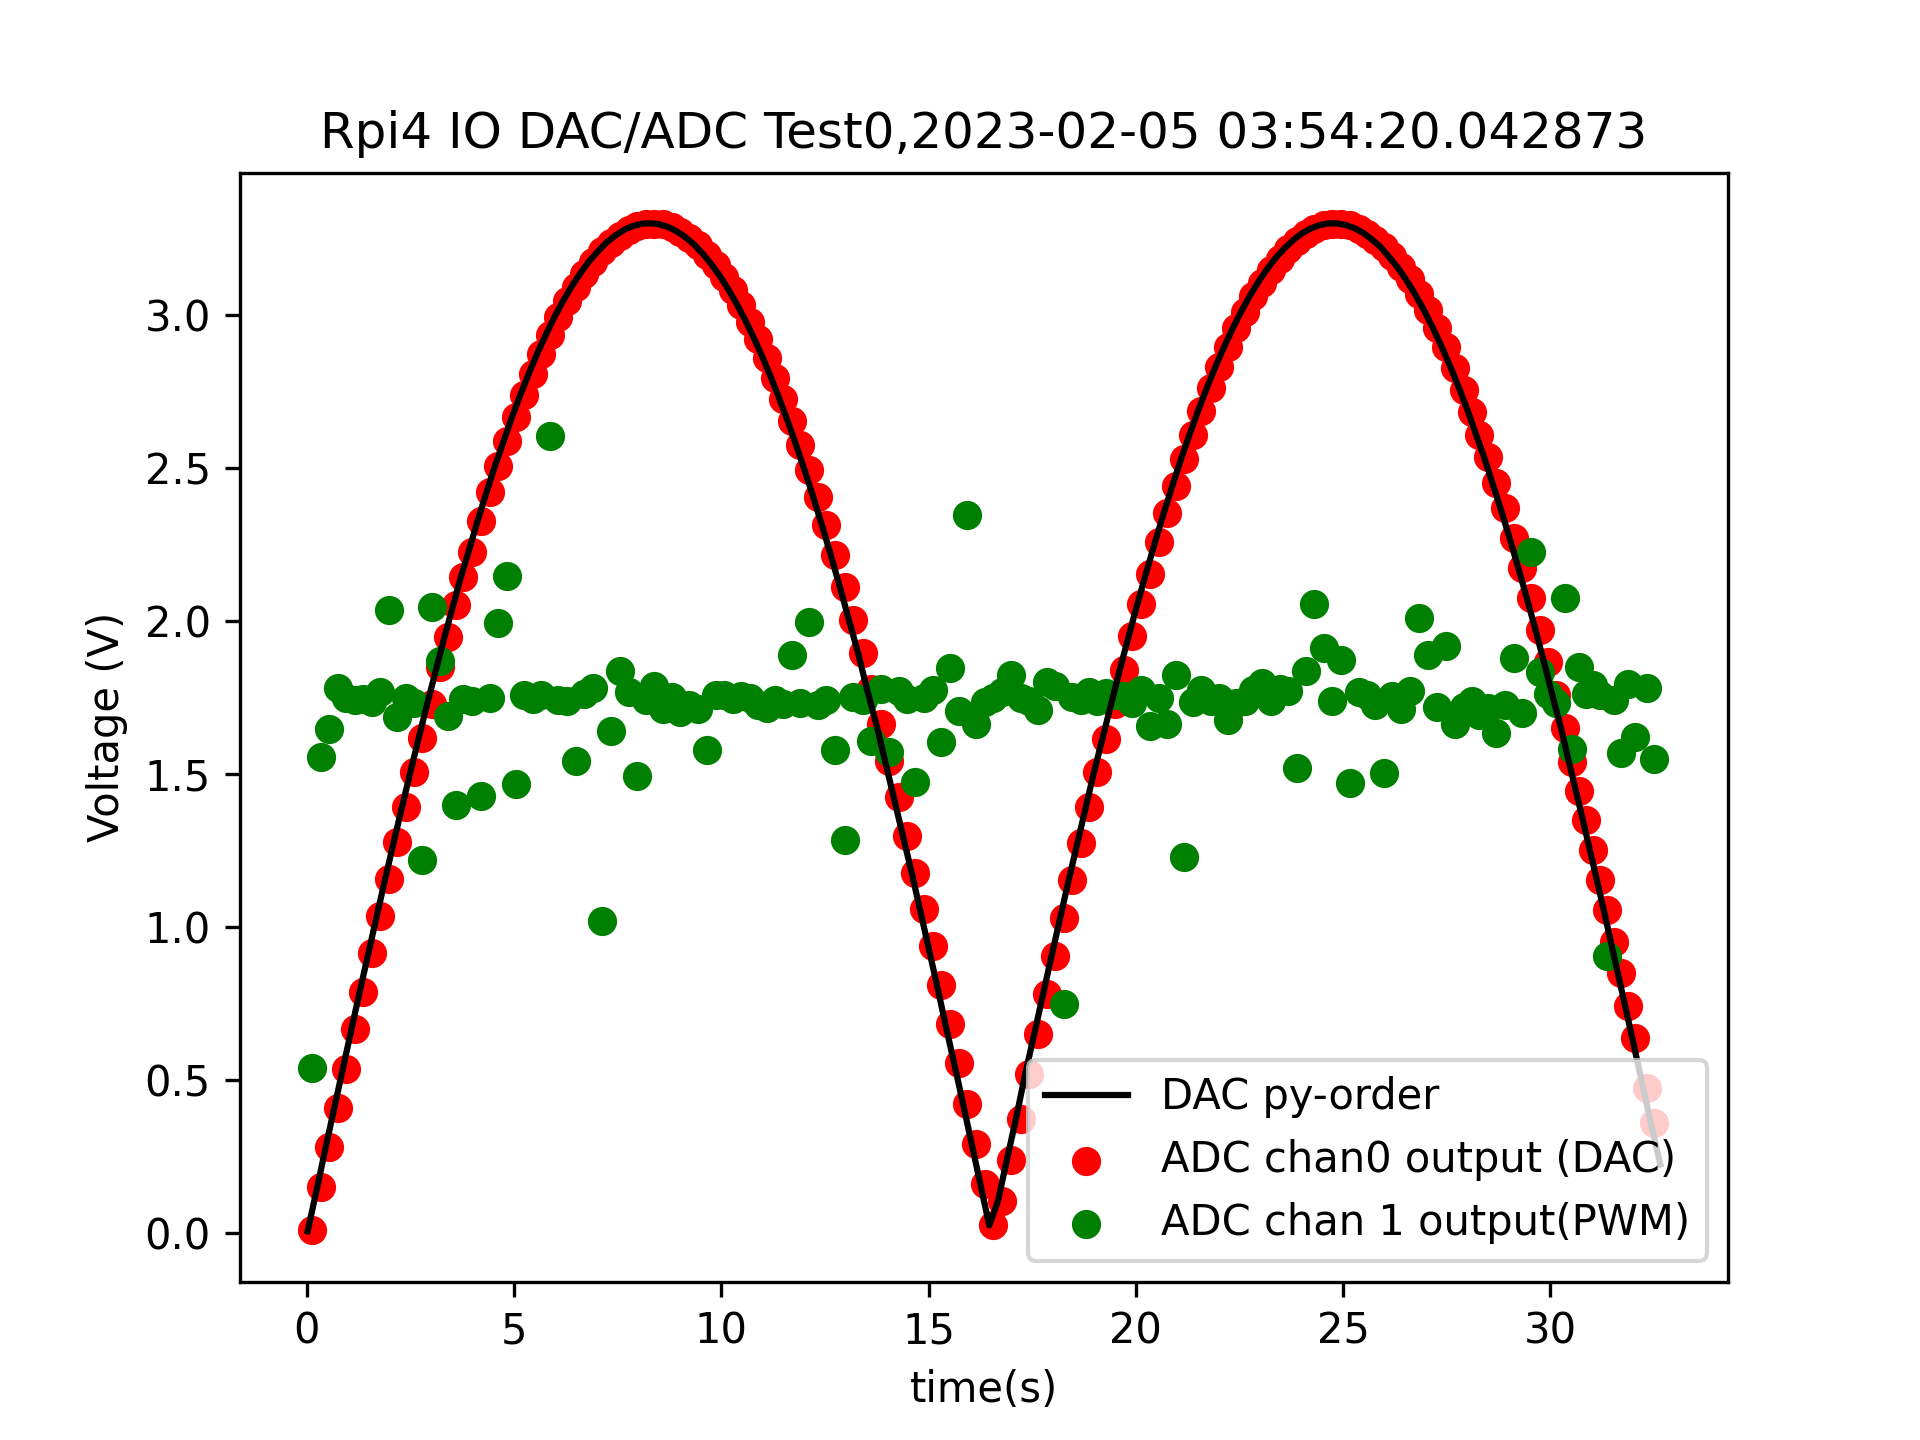 Rpi4 IO DAC/ADC Test0,2023-02-05 03:54:20.042873
Voltage (V)
3.0
2.5
2.0
1.5
1.0
0.5
0.0
DAC py-order
ADC chan0 output (DAC)
ADC chan 1 output(PWM)
0 5 10 15 20 25 30
time(s)